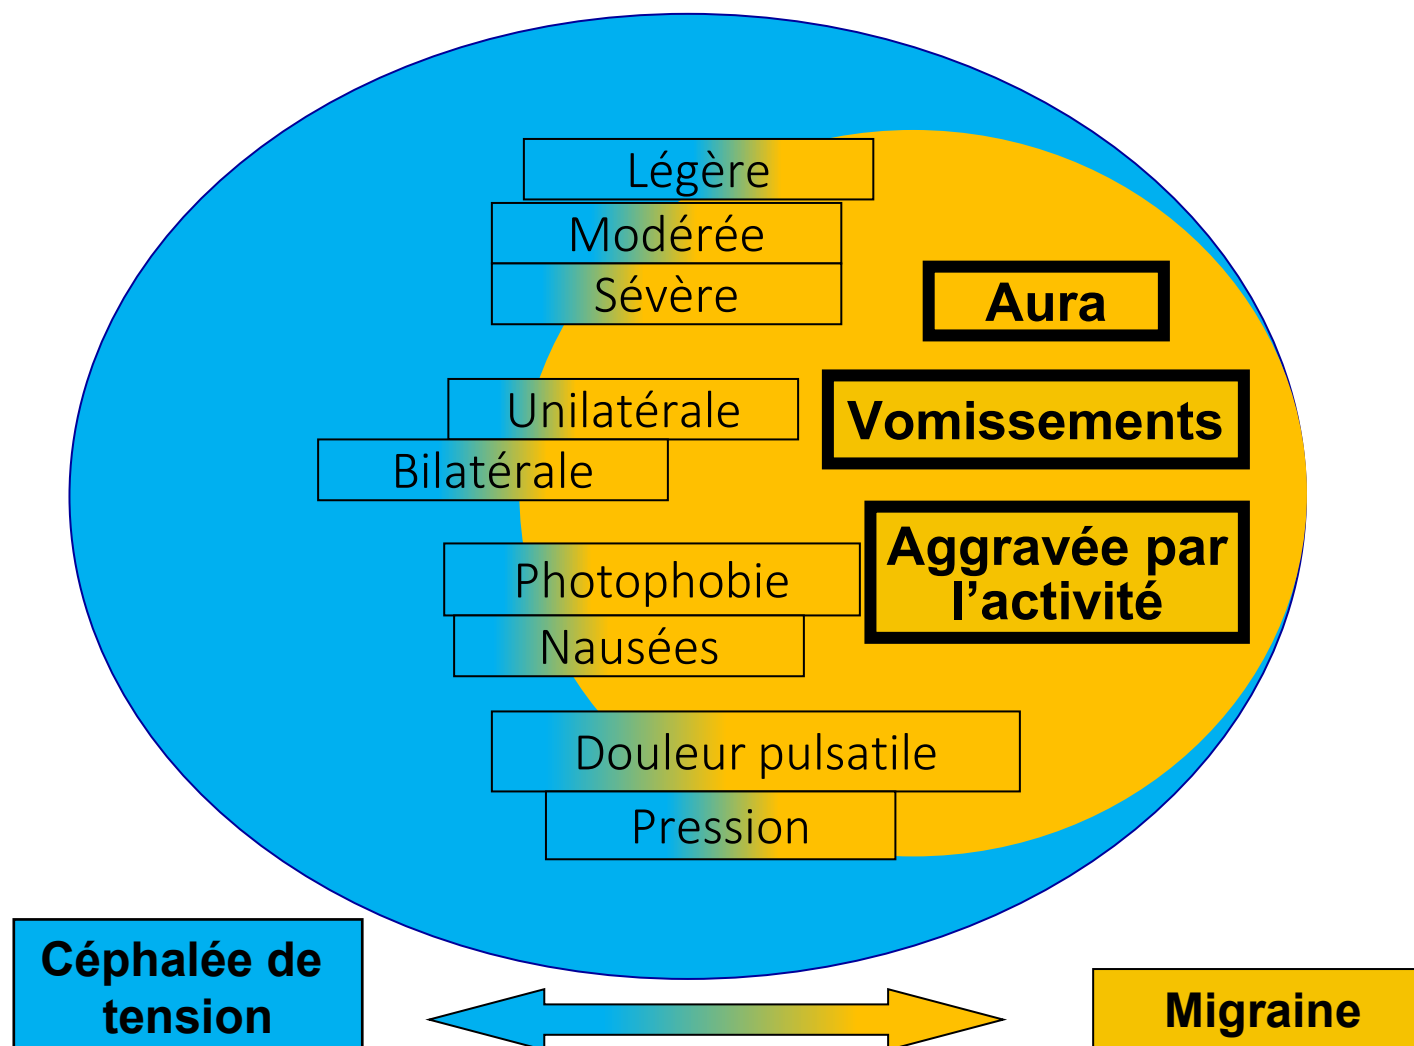 Légère
Modérée
Sévère
Aura
Unilatérale
Vomissements
Bilatérale
Aggravée par
l’activité
Photophobie
Nausées
Douleur pulsatile
Pression
Céphalée de
tension
Migraine